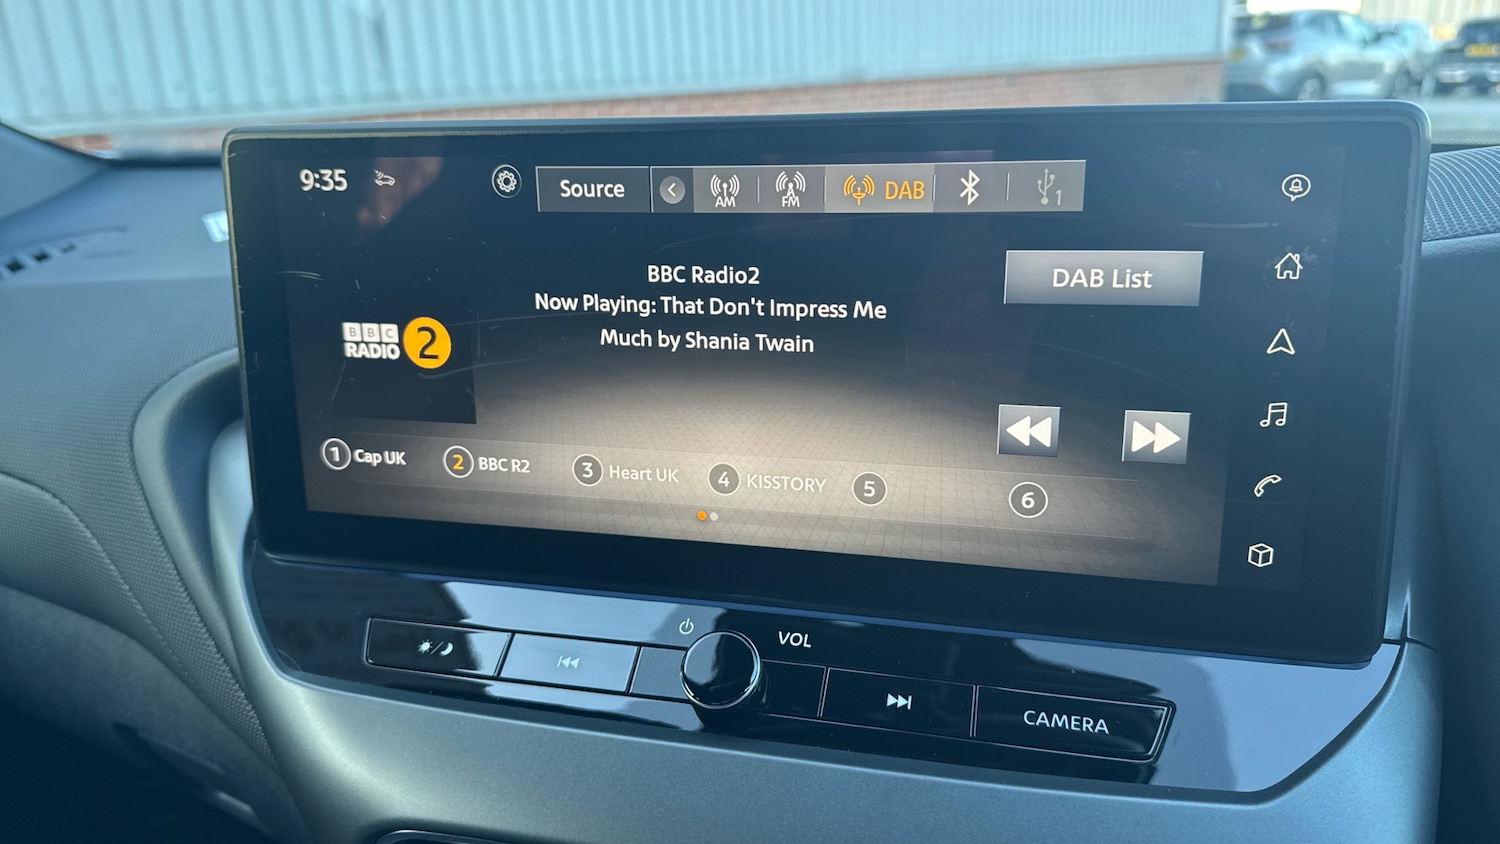 9:35
Source
AM
FM
DAB
1
BBC Radio2
Now Playing: That Don't Impress Me
Much by Shania Twain
DAB List
BBC
RADIO 2
1 Cap UK
2 BBC R2
3 Heart UK
4 KISSTORY
5
6
VOL
CAMERA